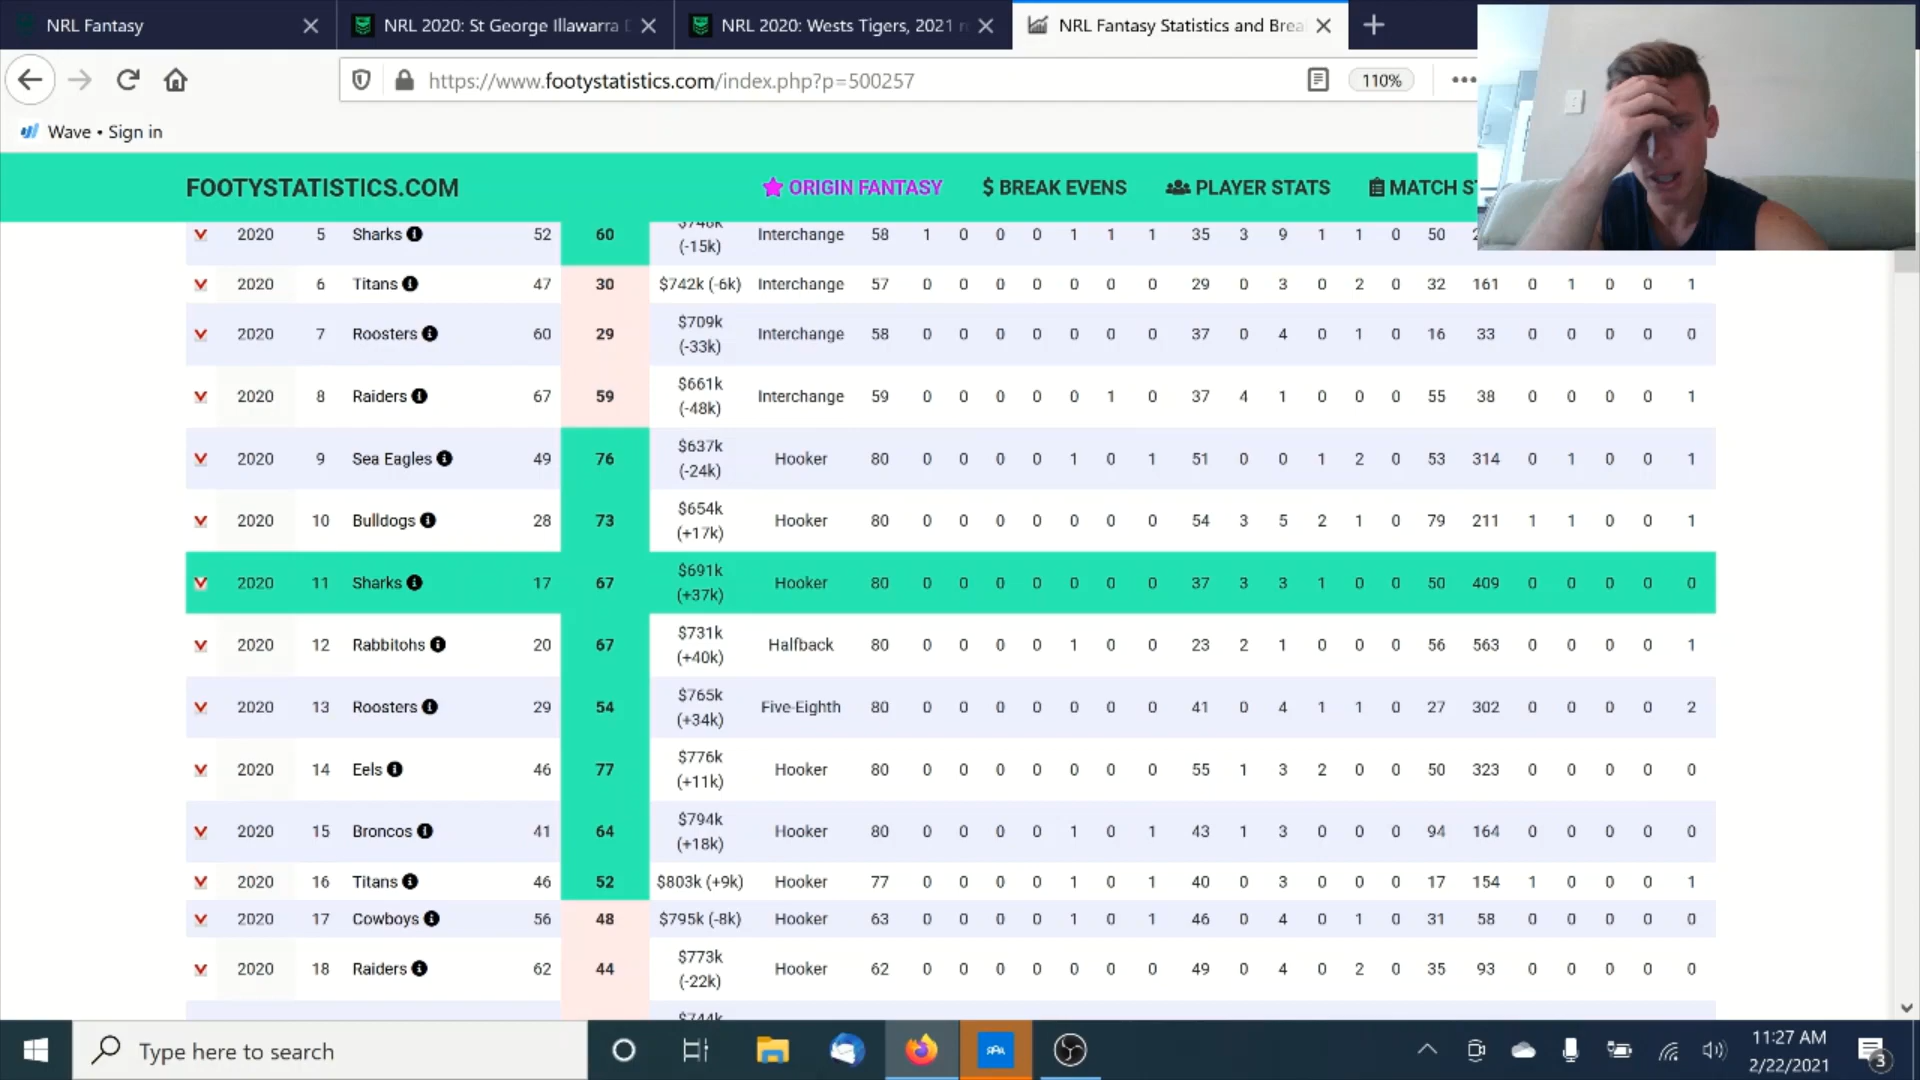 NRL Fantasy
NRL 2020: St George Illawarra
NRL 2020: Wests Tigers, 2021 r
NRL Fantasy Statistics and Brea
https://www.footystatistics.com/index.php?p=500257
110%
Wave • Sign in
FOOTYSTATISTICS.COM
ORIGIN FANTASY
$ BREAK EVENS
PLAYER STATS
MATCH ST
2020 5 Sharks 52 60 $746k (-15k) Interchange 58 1 0 0 0 1 1 1 35 3 9 1 1 0 50
2020 6 Titans 47 30 $742k (-6k) Interchange 57 0 0 0 0 0 0 0 29 0 3 0 2 0 32 161 0 1 0 0 1
2020 7 Roosters 60 29 $709k (-33k) Interchange 58 0 0 0 0 0 0 0 37 0 4 0 1 0 16 33 0 0 0 0 0
2020 8 Raiders 67 59 $661k (-48k) Interchange 59 0 0 0 0 0 1 0 37 4 1 0 0 0 55 38 0 0 0 0 1
2020 9 Sea Eagles 49 76 $637k (-24k) Hooker 80 0 0 0 0 1 0 1 51 0 0 1 2 0 53 314 0 1 0 0 1
2020 10 Bulldogs 28 73 $654k (+17k) Hooker 80 0 0 0 0 0 0 0 54 3 5 2 1 0 79 211 1 1 0 0 1
2020 11 Sharks 17 67 $691k (+37k) Hooker 80 0 0 0 0 0 0 0 37 3 3 1 0 0 50 409 0 0 0 0 0
2020 12 Rabbitohs 20 67 $731k (+40k) Halfback 80 0 0 0 0 1 0 0 23 2 1 0 0 0 56 563 0 0 0 0 1
2020 13 Roosters 29 54 $765k (+34k) Five-Eighth 80 0 0 0 0 0 0 0 41 0 4 1 1 0 27 302 0 0 0 0 2
2020 14 Eels 46 77 $776k (+11k) Hooker 80 0 0 0 0 0 0 0 55 1 3 2 0 0 50 323 0 0 0 0 0
2020 15 Broncos 41 64 $794k (+18k) Hooker 80 0 0 0 0 1 0 1 43 1 3 0 0 0 94 164 0 0 0 0 0
2020 16 Titans 46 52 $803k (+9k) Hooker 77 0 0 0 0 1 0 1 40 0 3 0 0 0 17 154 1 0 0 0 1
2020 17 Cowboys 56 48 $795k (-8k) Hooker 63 0 0 0 0 1 0 1 46 0 4 0 1 0 31 58 0 0 0 0 0
2020 18 Raiders 62 44 $773k (-22k) Hooker 62 0 0 0 0 0 0 0 49 0 4 0 2 0 35 93 0 0 0 0 0
$744k
Type here to search
11:27 AM
2/22/2021
3